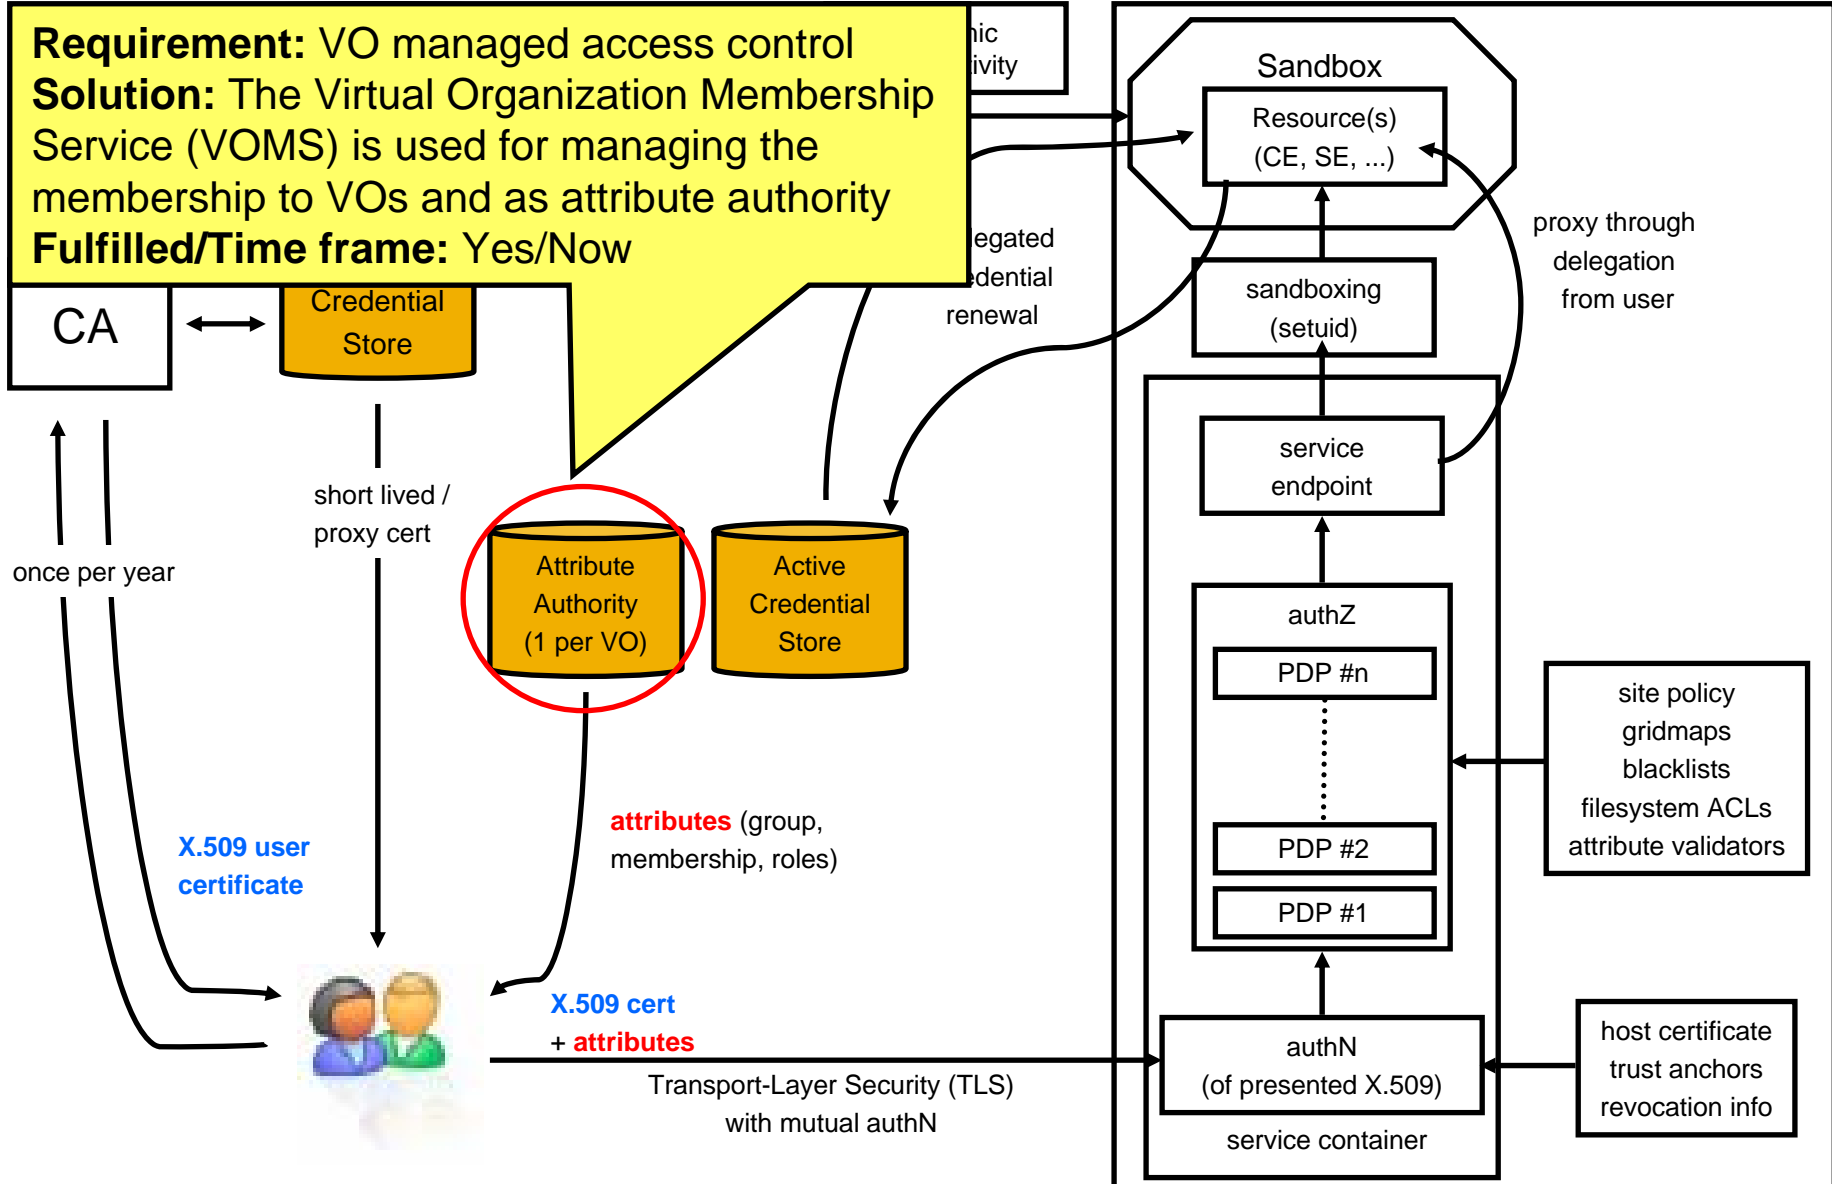 Requirement: VO managed access control
Solution: The Virtual Organization Membership
Service (VOMS) is used for managing the
membership to VOs and as attribute authority
Fulfilled/Time frame: Yes/Now
Sandbox
Resource(s)
(CE, SE, ...)
proxy through
delegation
from user
renewal
sandboxing
(setuid)
CA
Credential
Store
service
endpoint
short lived /
proxy cert
once per year
Attribute
Authority
(1 per VO)
Active
Credential
Store
authZ
PDP #n
PDP #2
PDP #1
site policy
gridmaps
blacklists
filesystem ACLs
attribute validators
attributes (group,
membership, roles)
X.509 user
certificate
X.509 cert
+ attributes
Transport-Layer Security (TLS)
with mutual authN
authN
(of presented X.509)
service container
host certificate
trust anchors
revocation info